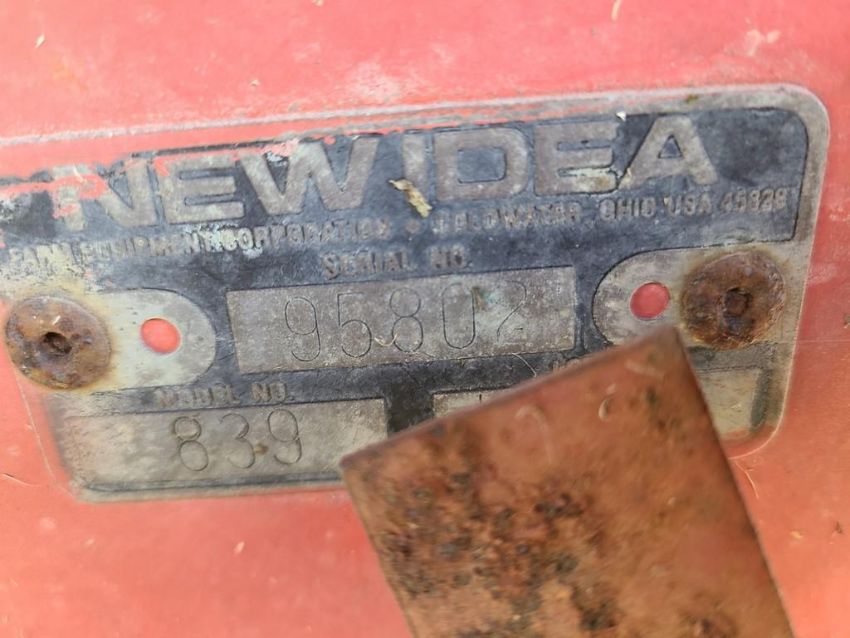 NEW IDEA
FARM EQUIPMENT CORPORATION • COLDWATER, OHIO, USA 45828
SERIAL NO.
95802
MODEL NO.
839